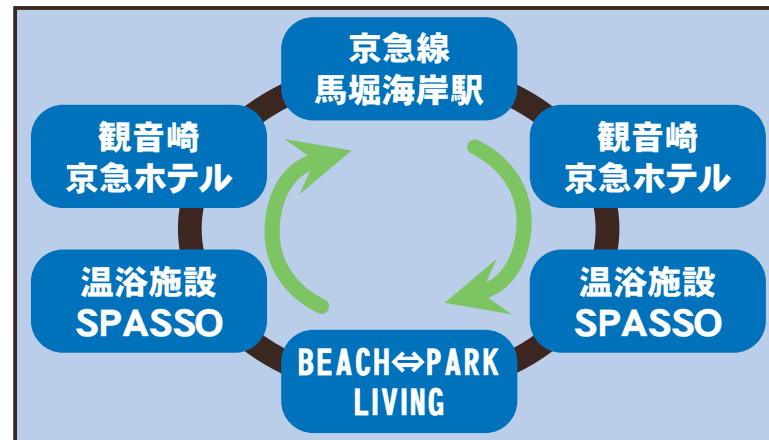 京急線
馬堀海岸駅
観音崎
京急ホテル
観音崎
京急ホテル
温浴施設
SPASSO
温浴施設
SPASSO
BEACH⇔PARK
LIVING